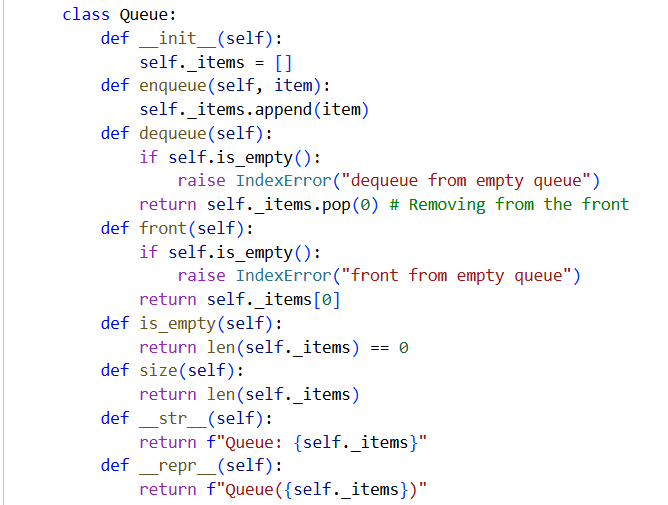 class Queue:
    def __init__(self):
        self._items = []
    def enqueue(self, item):
        self._items.append(item)
    def dequeue(self):
        if self.is_empty():
            raise IndexError("dequeue from empty queue")
        return self._items.pop(0) # Removing from the front
    def front(self):
        if self.is_empty():
            raise IndexError("front from empty queue")
        return self._items[0]
    def is_empty(self):
        return len(self._items) == 0
    def size(self):
        return len(self._items)
    def __str__(self):
        return f"Queue: {self._items}"
    def __repr__(self):
        return f"Queue({self._items})"